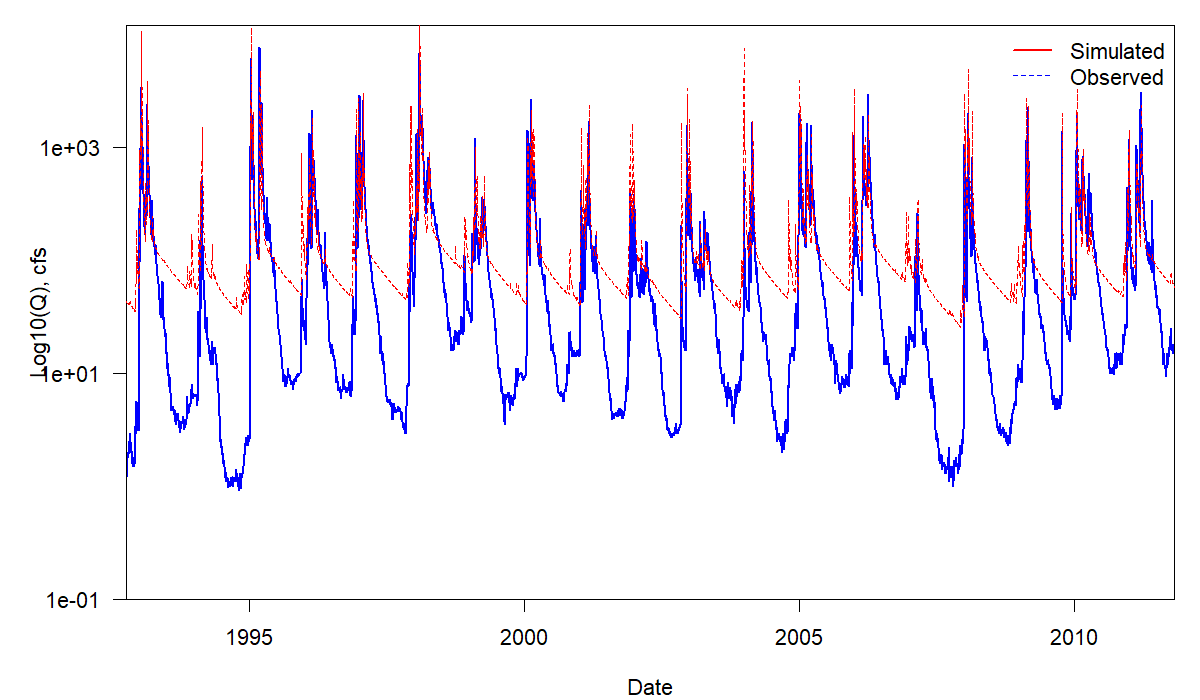 Simulated
Observed
1e+03
1e+01
1e-01
Log10(Q), cfs
1995
2000
2005
2010
Date